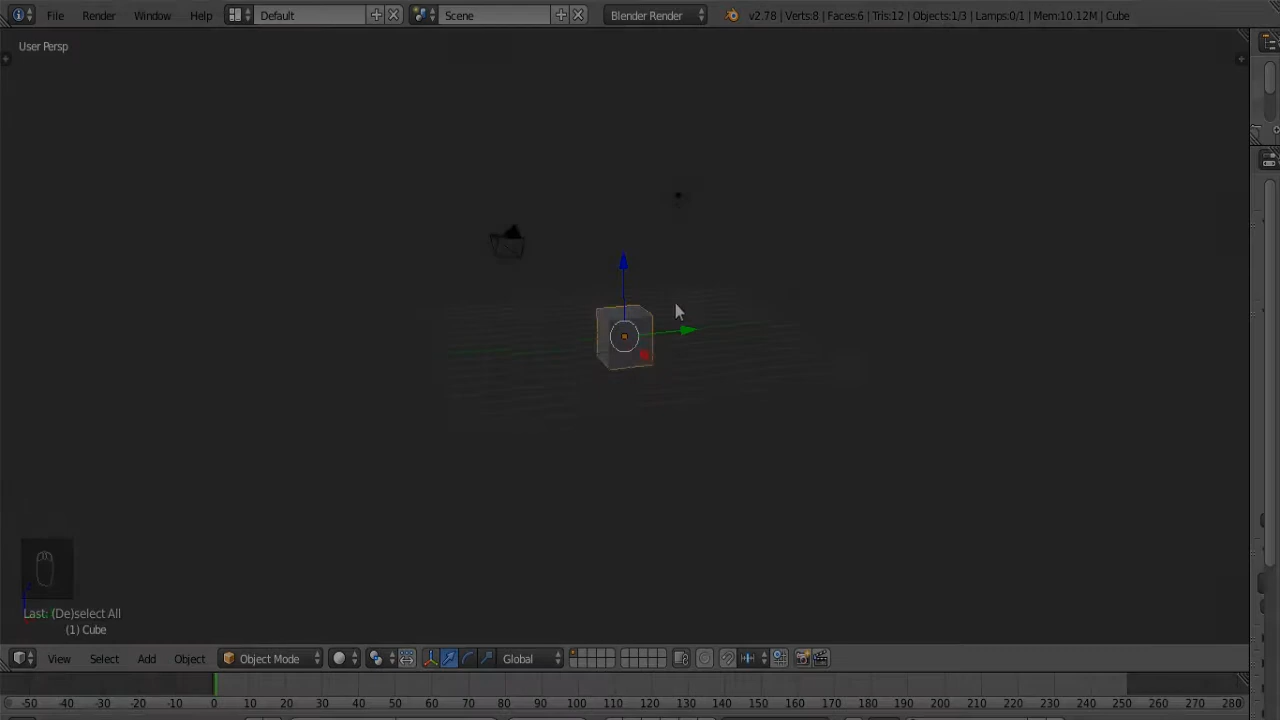 File Render Window Help Default Scene Blender Render v2.78 | Verts:8 | Faces:6 | Tris:12 | Objects:1/3 | Lamps:0/1 | Mem:10.12M | Cube
User Persp
Last: (De)select All
(1) Cube
View Select Add Object Object Mode Global
-50 -40 -30 -20 -10 0 10 20 30 40 50 60 70 80 90 100 110 120 130 140 150 160 170 180 190 200 210 220 230 240 250 260 270 280